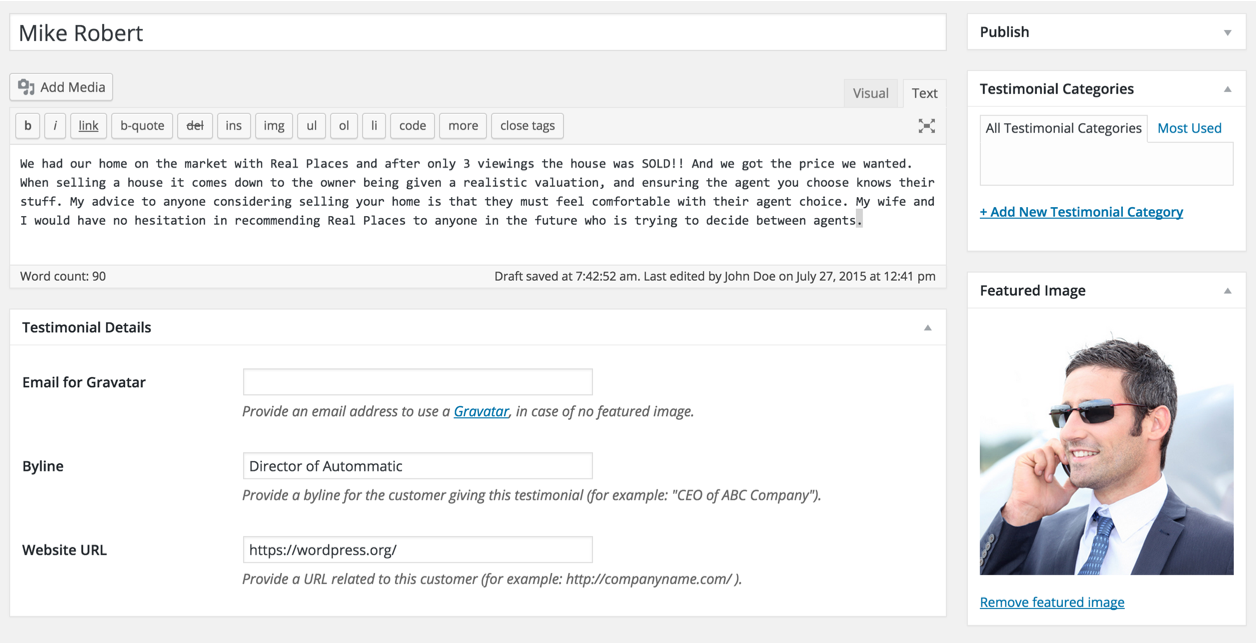 Mike Robert
Publish
Add Media
Visual
Text
b
i
link
b-quote
del
ins
img
ul
ol
li
code
more
close tags
We had our home on the market with Real Places and after only 3 viewings the house was SOLD!! And we got the price we wanted.
When selling a house it comes down to the owner being given a realistic valuation, and ensuring the agent you choose knows their
stuff. My advice to anyone considering selling your home is that they must feel comfortable with their agent choice. My wife and
I would have no hesitation in recommending Real Places to anyone in the future who is trying to decide between agents.
Word count: 90
Draft saved at 7:42:52 am. Last edited by John Doe on July 27, 2015 at 12:41 pm
Testimonial Details
Email for Gravatar
Provide an email address to use a Gravatar, in case of no featured image.
Byline
Director of Autommatic
Provide a byline for the customer giving this testimonial (for example: "CEO of ABC Company").
Website URL
https://wordpress.org/
Provide a URL related to this customer (for example: http://companyname.com/ ).
Testimonial Categories
All Testimonial Categories
Most Used
+ Add New Testimonial Category
Featured Image
Remove featured image